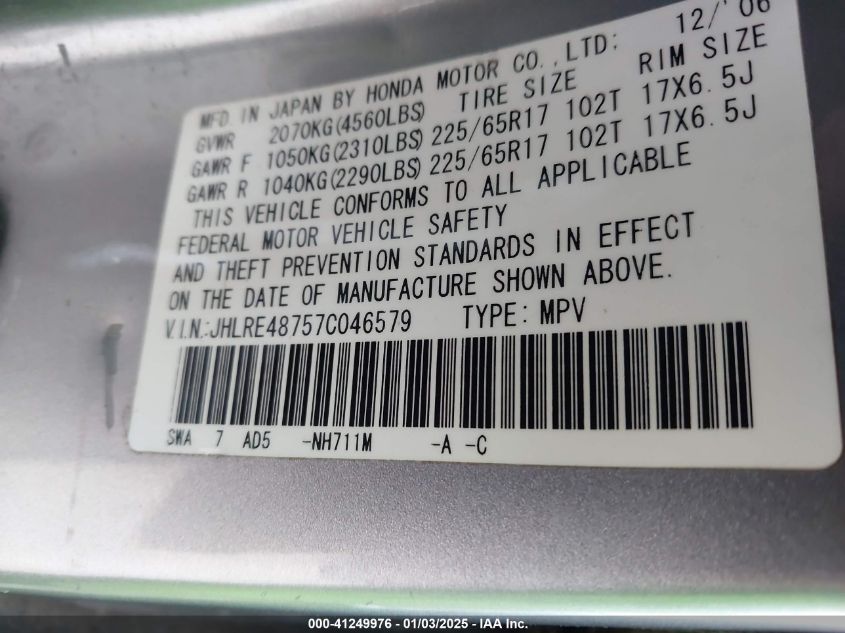 MFD IN JAPAN BY HONDA MOTOR CO.,LTD: 12/'06
GVWR 2070KG(4560LBS) TIRE SIZE RIM SIZE
GAWR F 1050KG(2310LBS) 225/65R17 102T 17X6.5J
GAWR R 1040KG(2290LBS) 225/65R17 102T 17X6.5J
THIS VEHICLE CONFORMS TO ALL APPLICABLE
FEDERAL MOTOR VEHICLE SAFETY
AND THEFT PREVENTION STANDARDS IN EFFECT
ON THE DATE OF MANUFACTURE SHOWN ABOVE.
V.I.N.:JHLRE48757C046579 TYPE: MPV
SWA 7 AD5 -NH711M -A -C
000-41249976 - 01/03/2025 - IAA Inc.